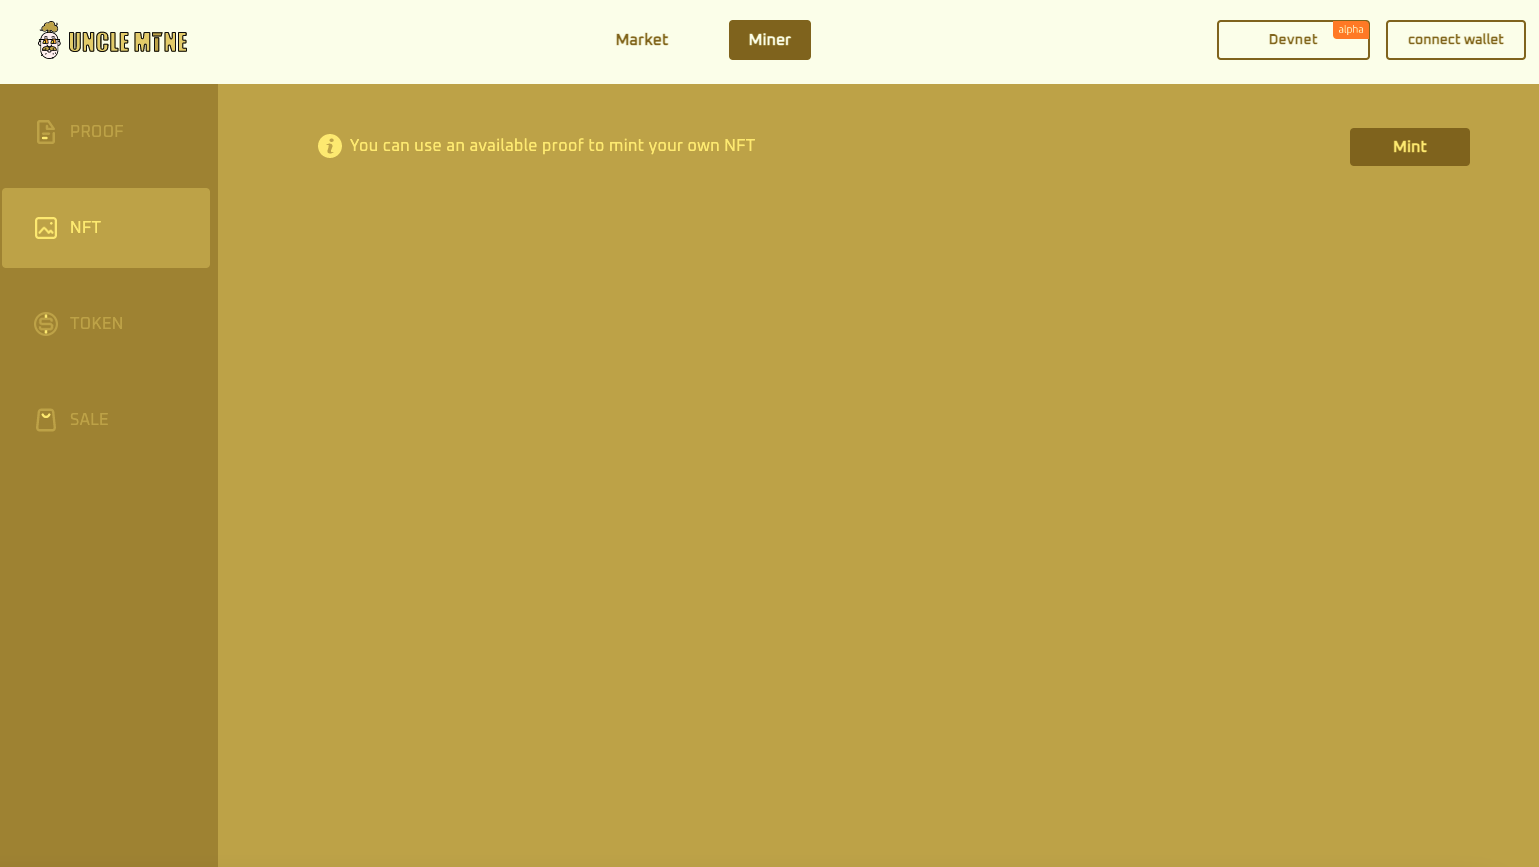 UNCLE MTNE
Market
Miner
Devnet
alpha
connect wallet
PROOF
NFT
TOKEN
SALE
You can use an available proof to mint your own NFT
Mint